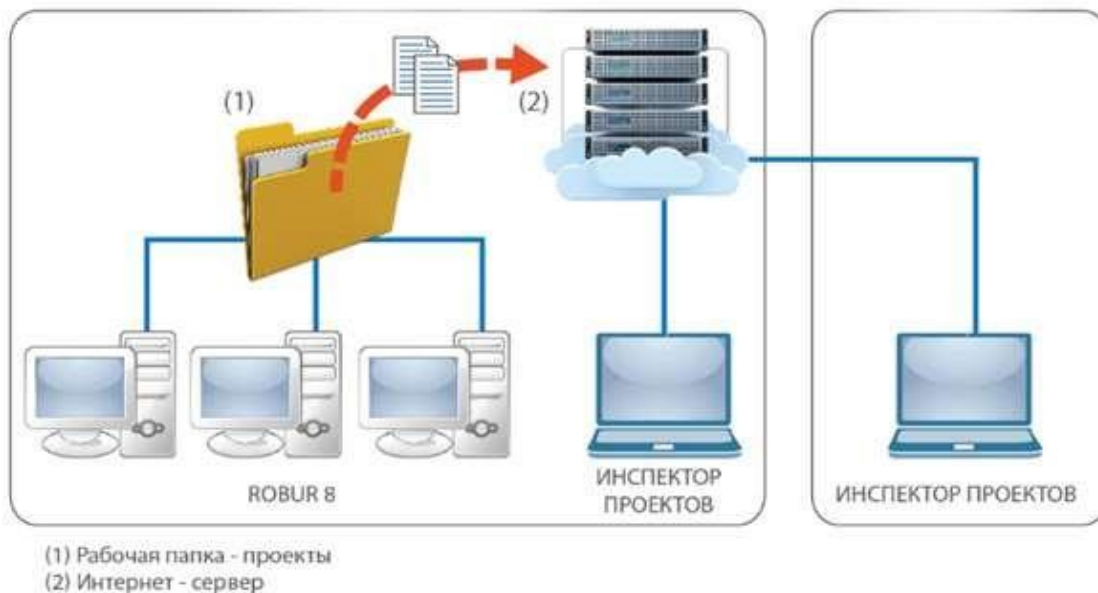 (1)
(2)
ROBUR 8
ИНСПЕКТОР
ПРОЕКТОВ
ИНСПЕКТОР ПРОЕКТОВ
(1) Рабочая папка - проекты
(2) Интернет - сервер